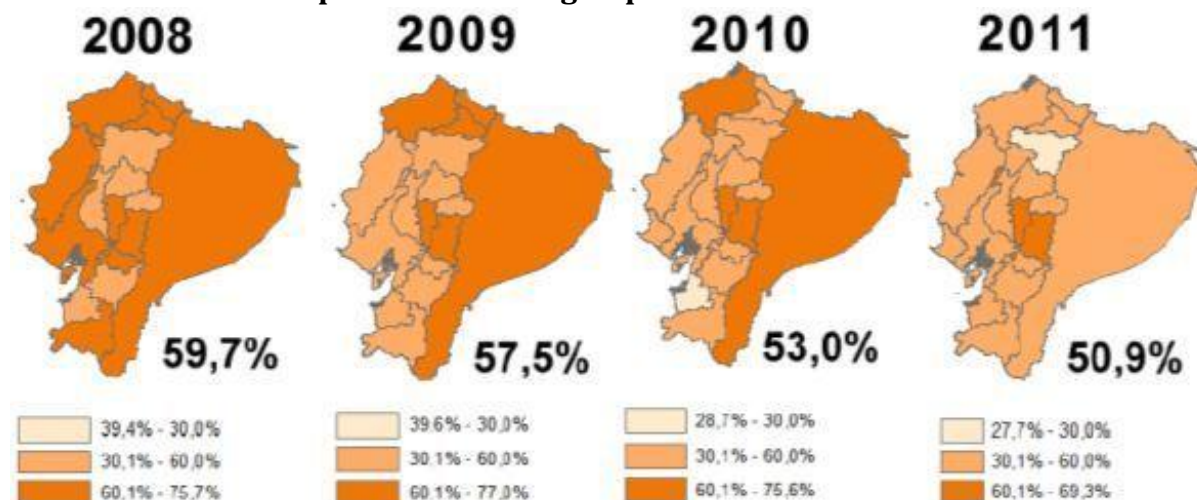 2008
2009
2010
2011
59,7%
57,5%
53,0%
50,9%
39,4% - 30,0%
30,1% - 60,0%
60,1% - 75,7%
39,6% - 30,0%
30,1% - 60,0%
60,1% - 77,0%
28,7% - 30,0%
30,1% - 60,0%
60,1% - 75,6%
27,7% - 30,0%
30,1% - 60,0%
60,1% - 69,3%